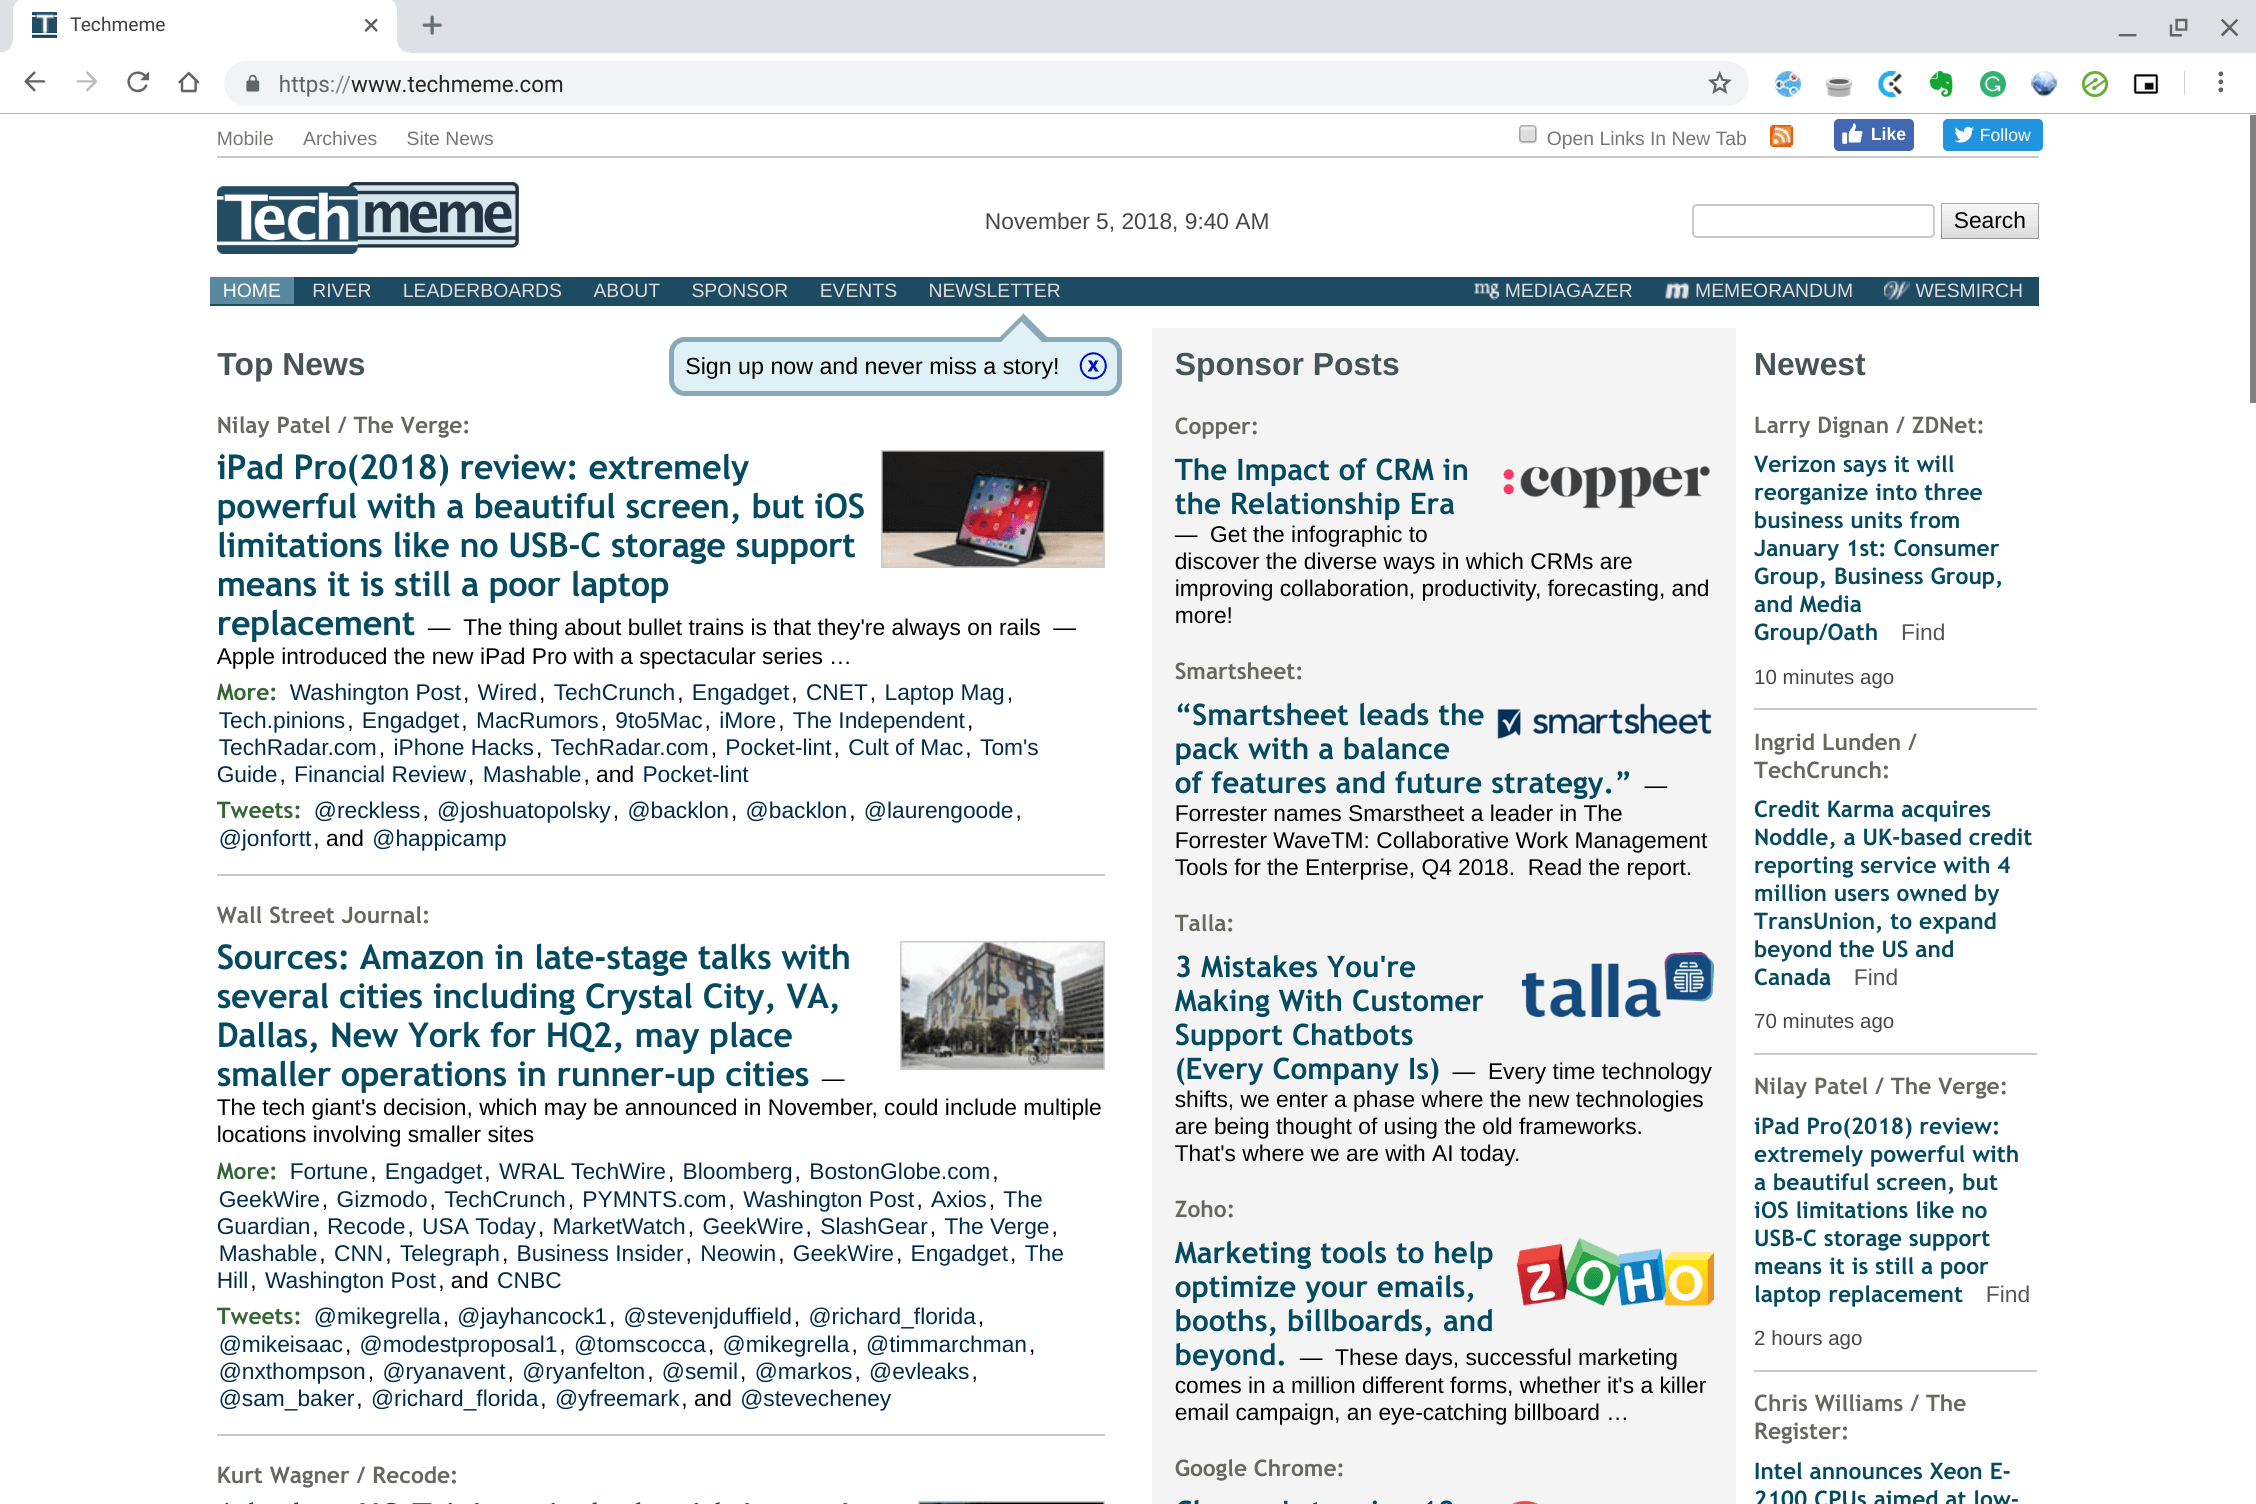 Techmeme
https://www.techmeme.com
Mobile Archives Site News
Open Links In New Tab
Like
Follow
Techmeme
November 5, 2018, 9:40 AM
Search
HOME RIVER LEADERBOARDS ABOUT SPONSOR EVENTS NEWSLETTER
mg MEDIAGAZER m MEMEORANDUM W WESMIRCH
Sign up now and never miss a story! x
Top News
Nilay Patel / The Verge:
iPad Pro(2018) review: extremely
powerful with a beautiful screen, but iOS
limitations like no USB-C storage support
means it is still a poor laptop
replacement — The thing about bullet trains is that they're always on rails —
Apple introduced the new iPad Pro with a spectacular series …
More: Washington Post, Wired, TechCrunch, Engadget, CNET, Laptop Mag,
Tech.pinions, Engadget, MacRumors, 9to5Mac, iMore, The Independent,
TechRadar.com, iPhone Hacks, TechRadar.com, Pocket-lint, Cult of Mac, Tom's
Guide, Financial Review, Mashable, and Pocket-lint
Tweets: @reckless, @joshuatopolsky, @backlon, @backlon, @laurengoode,
@jonfortt, and @happicamp
Wall Street Journal:
Sources: Amazon in late-stage talks with
several cities including Crystal City, VA,
Dallas, New York for HQ2, may place
smaller operations in runner-up cities —
The tech giant's decision, which may be announced in November, could include multiple
locations involving smaller sites
More: Fortune, Engadget, WRAL TechWire, Bloomberg, BostonGlobe.com,
GeekWire, Gizmodo, TechCrunch, PYMNTS.com, Washington Post, Axios, The
Guardian, Recode, USA Today, MarketWatch, GeekWire, SlashGear, The Verge,
Mashable, CNN, Telegraph, Business Insider, Neowin, GeekWire, Engadget, The
Hill, Washington Post, and CNBC
Tweets: @mikegrella, @jayhancock1, @stevenjduffield, @richard_florida,
@mikeisaac, @modestproposal1, @tomscocca, @mikegrella, @timmarchman,
@nxthompson, @ryanavent, @ryanfelton, @semil, @markos, @evleaks,
@sam_baker, @richard_florida, @yfreemark, and @stevecheney
Kurt Wagner / Recode:
Sponsor Posts
Copper:
The Impact of CRM in
the Relationship Era
— Get the infographic to
discover the diverse ways in which CRMs are
improving collaboration, productivity, forecasting, and
more!
:copper
Smartsheet:
“Smartsheet leads the
pack with a balance
of features and future strategy.” —
Forrester names Smarstheet a leader in The
Forrester WaveTM: Collaborative Work Management
Tools for the Enterprise, Q4 2018. Read the report.
smartsheet
Talla:
3 Mistakes You're
Making With Customer
Support Chatbots
(Every Company Is) — Every time technology
shifts, we enter a phase where the new technologies
are being thought of using the old frameworks.
That's where we are with AI today.
talla
Zoho:
Marketing tools to help
optimize your emails,
booths, billboards, and
beyond. — These days, successful marketing
comes in a million different forms, whether it's a killer
email campaign, an eye-catching billboard …
ZOHO
Google Chrome:
Newest
Larry Dignan / ZDNet:
Verizon says it will
reorganize into three
business units from
January 1st: Consumer
Group, Business Group,
and Media
Group/Oath Find
10 minutes ago
Ingrid Lunden /
TechCrunch:
Credit Karma acquires
Noddle, a UK-based credit
reporting service with 4
million users owned by
TransUnion, to expand
beyond the US and
Canada Find
70 minutes ago
Nilay Patel / The Verge:
iPad Pro(2018) review:
extremely powerful with
a beautiful screen, but
iOS limitations like no
USB-C storage support
means it is still a poor
laptop replacement Find
2 hours ago
Chris Williams / The
Register:
Intel announces Xeon E-
2100 CPUs aimed at low-